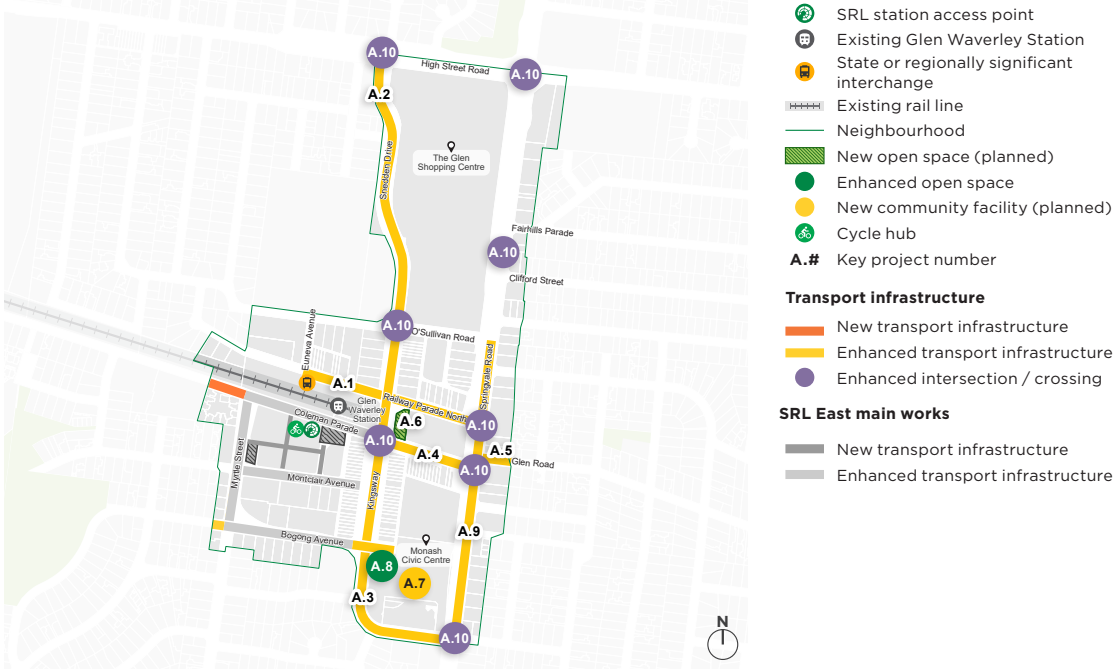 A.10
High Street Road
A.10
A.2
Shedden Drive
The Glen
Shopping Centre
Fairhills Parade
A.10
Clifford Street
A.10
O'Sullivan Road
Euneva Avenue
Springvale Road
A.1
Railway Parade North
Glen
Waverley
Station
Coleman Parade
A.6
A.10
A.10
A.4
A.5
Glen Road
A.10
Myrtle Street
Montclair Avenue
Kingsway
A.9
Bogong Avenue
Monash
Civic Centre
A.8
A.7
A.3
A.10
N
SRL station access point
Existing Glen Waverley Station
State or regionally significant
interchange
Existing rail line
Neighbourhood
New open space (planned)
Enhanced open space
New community facility (planned)
Cycle hub
A.# Key project number
Transport infrastructure
New transport infrastructure
Enhanced transport infrastructure
Enhanced intersection / crossing
SRL East main works
New transport infrastructure
Enhanced transport infrastructure